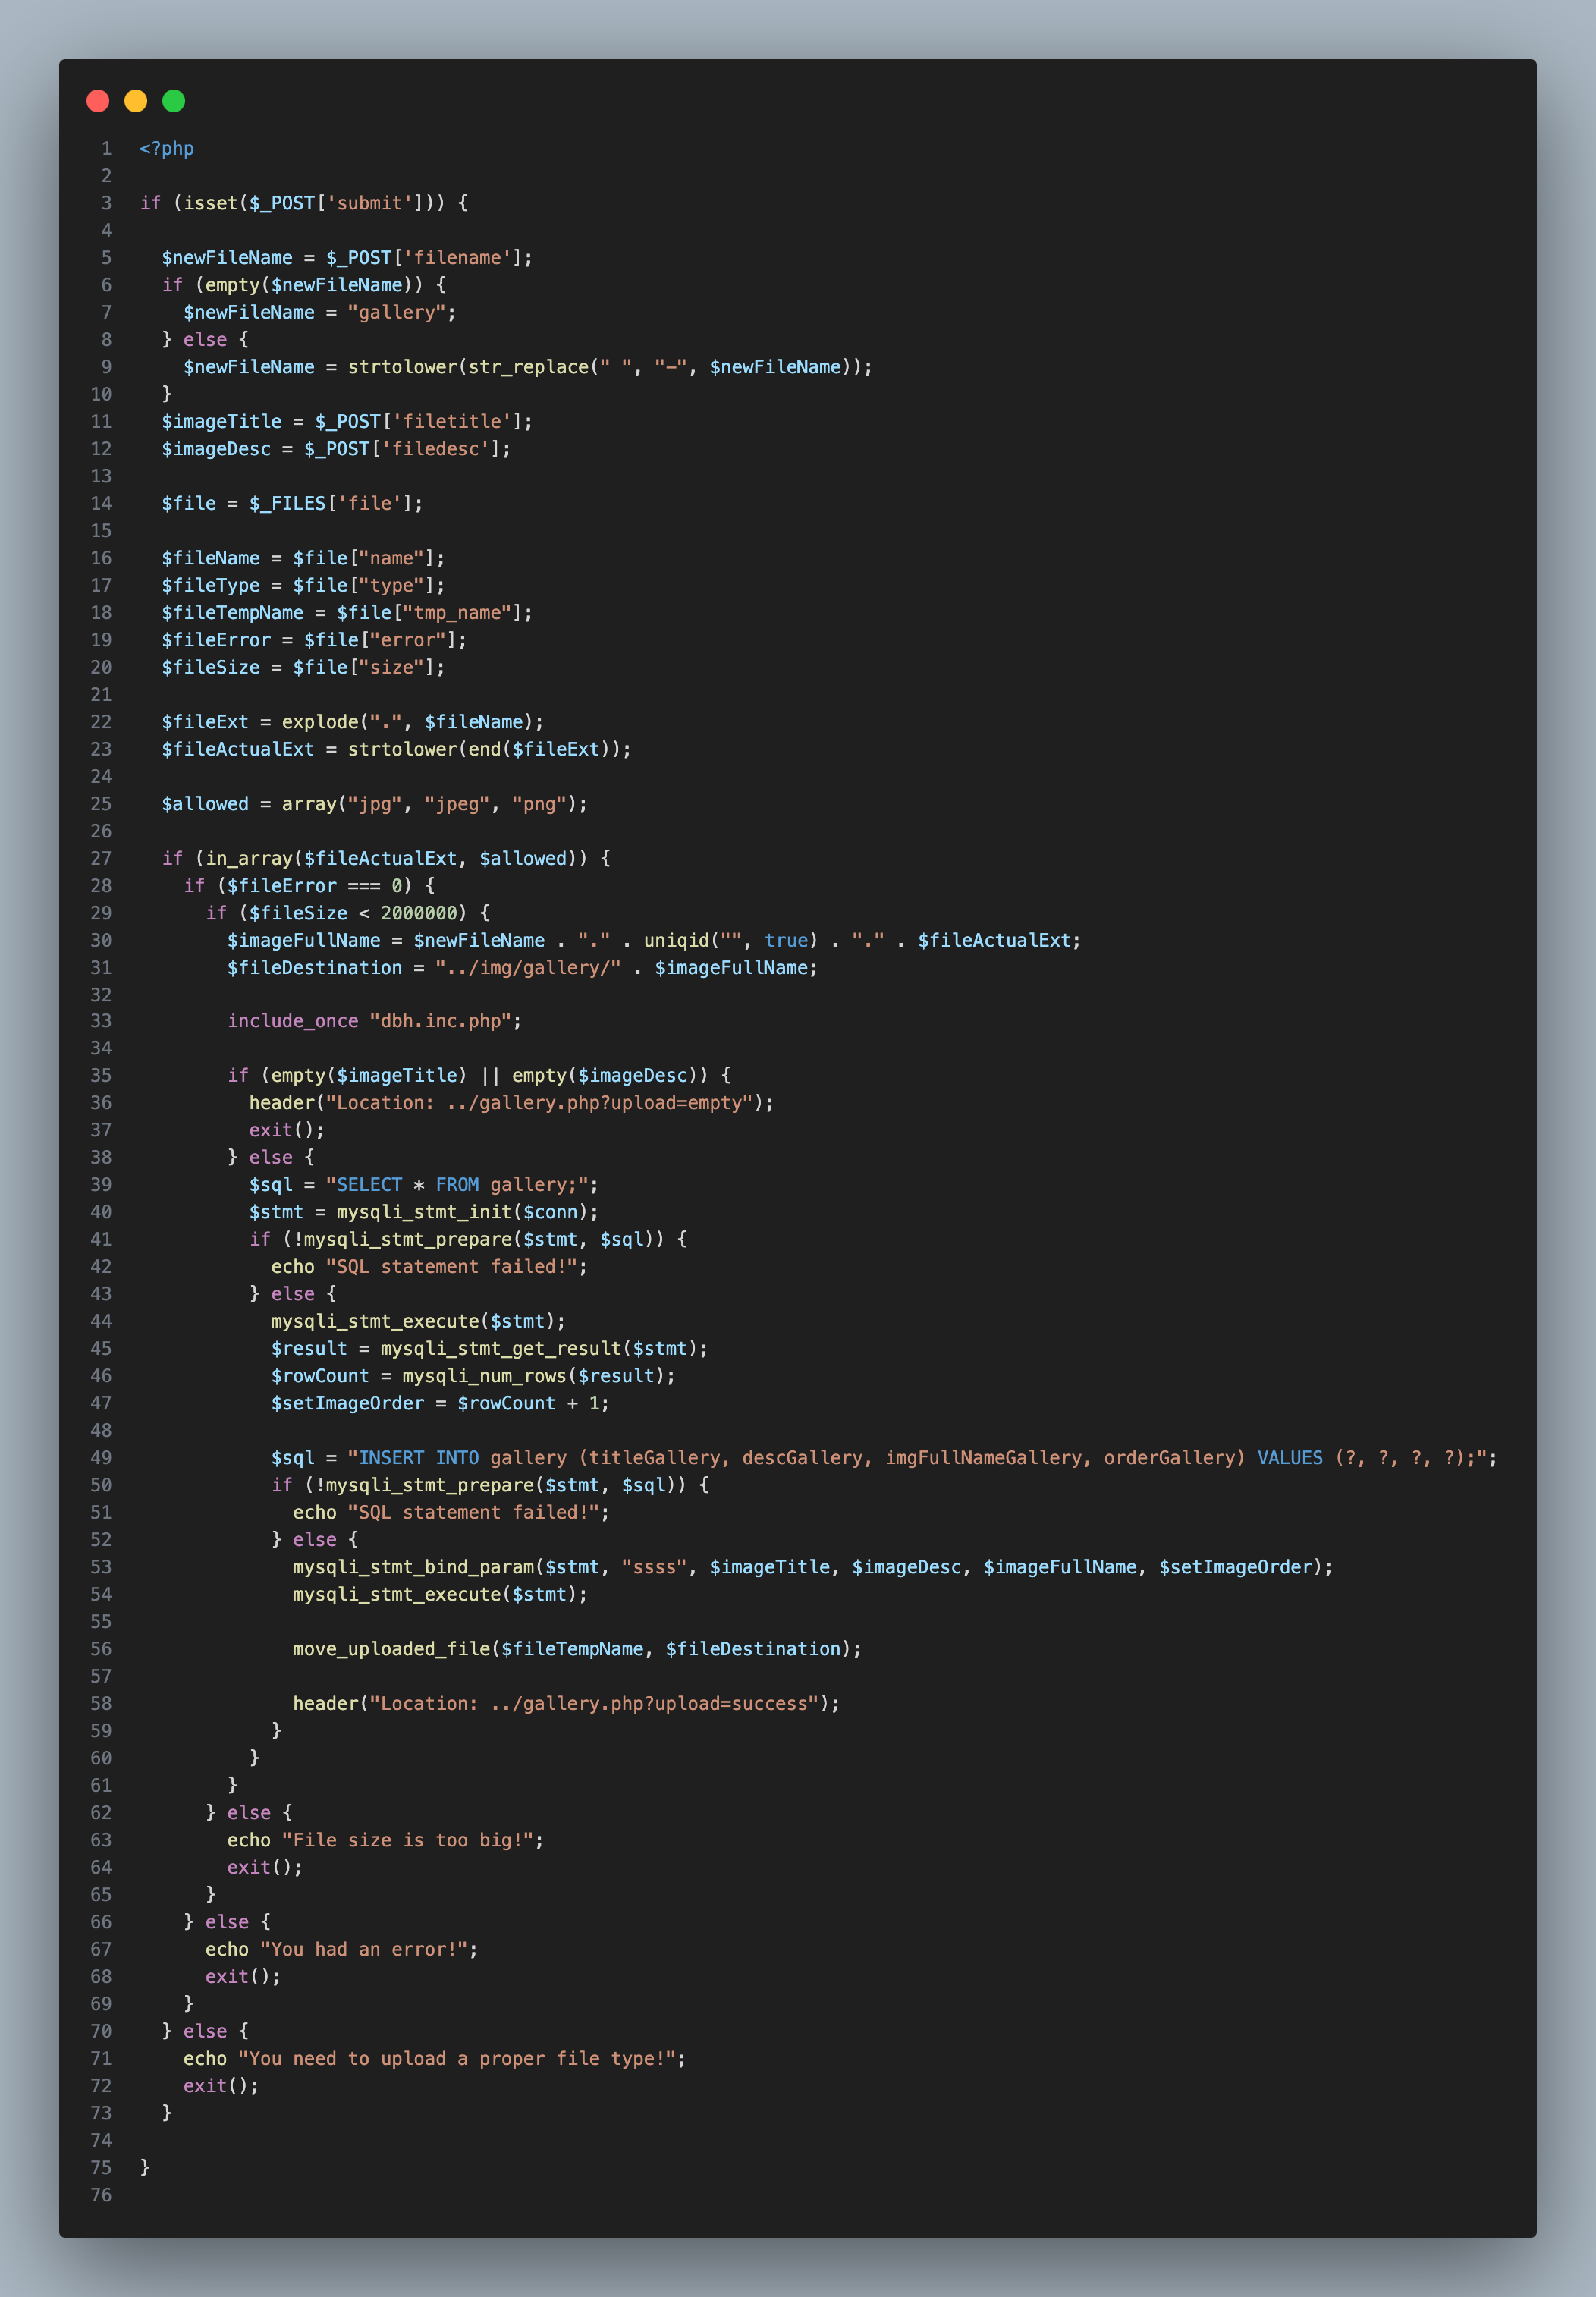 1 <?php
2
3 if (isset($_POST['submit'])) {
4
5   $newFileName = $_POST['filename'];
6   if (empty($newFileName)) {
7     $newFileName = "gallery";
8   } else {
9     $newFileName = strtolower(str_replace(" ", "-", $newFileName));
10   }
11   $imageTitle = $_POST['filetitle'];
12   $imageDesc = $_POST['filedesc'];
13
14   $file = $_FILES['file'];
15
16   $fileName = $file["name"];
17   $fileType = $file["type"];
18   $fileTempName = $file["tmp_name"];
19   $fileError = $file["error"];
20   $fileSize = $file["size"];
21
22   $fileExt = explode(".", $fileName);
23   $fileActualExt = strtolower(end($fileExt));
24
25   $allowed = array("jpg", "jpeg", "png");
26
27   if (in_array($fileActualExt, $allowed)) {
28     if ($fileError === 0) {
29       if ($fileSize < 2000000) {
30         $imageFullName = $newFileName . "." . uniqid("", true) . "." . $fileActualExt;
31         $fileDestination = "../img/gallery/" . $imageFullName;
32
33         include_once "dbh.inc.php";
34
35         if (empty($imageTitle) || empty($imageDesc)) {
36           header("Location: ../gallery.php?upload=empty");
37           exit();
38         } else {
39           $sql = "SELECT * FROM gallery;";
40           $stmt = mysqli_stmt_init($conn);
41           if (!mysqli_stmt_prepare($stmt, $sql)) {
42             echo "SQL statement failed!";
43           } else {
44             mysqli_stmt_execute($stmt);
45             $result = mysqli_stmt_get_result($stmt);
46             $rowCount = mysqli_num_rows($result);
47             $setImageOrder = $rowCount + 1;
48
49             $sql = "INSERT INTO gallery (titleGallery, descGallery, imgFullNameGallery, orderGallery) VALUES (?, ?, ?, ?);";
50             if (!mysqli_stmt_prepare($stmt, $sql)) {
51               echo "SQL statement failed!";
52             } else {
53               mysqli_stmt_bind_param($stmt, "ssss", $imageTitle, $imageDesc, $imageFullName, $setImageOrder);
54               mysqli_stmt_execute($stmt);
55
56               move_uploaded_file($fileTempName, $fileDestination);
57
58               header("Location: ../gallery.php?upload=success");
59             }
60           }
61         }
62       } else {
63         echo "File size is too big!";
64         exit();
65       }
66     } else {
67       echo "You had an error!";
68       exit();
69     }
70   } else {
71     echo "You need to upload a proper file type!";
72     exit();
73   }
74
75 }
76